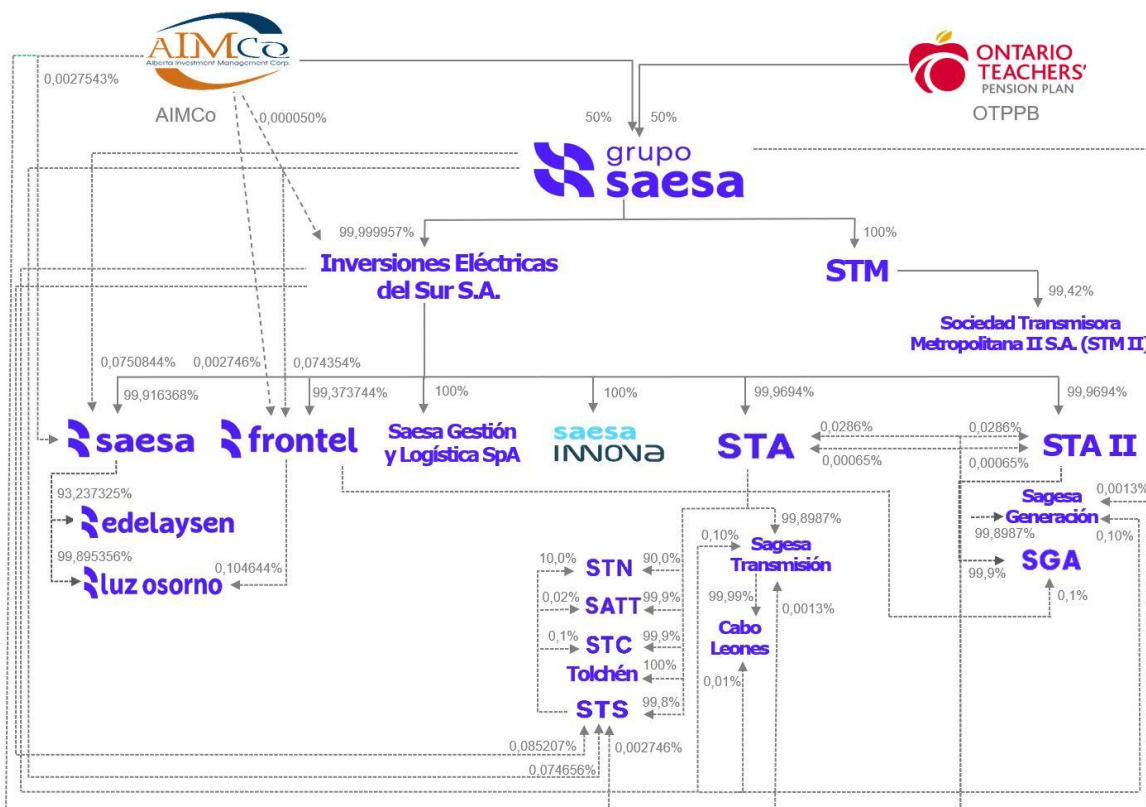 AIMCo
Alberta Investment Management Corp.
AIMCo
ONTARIO
TEACHERS'
PENSION PLAN
OTPPB
0,0027543%
0,000050%
50%
50%
grupo
saesa
99,999957%
100%
Inversiones Eléctricas
del Sur S.A.
STM
99,42%
Sociedad Transmisora
Metropolitana II S.A. (STM II)
0,0750844%
0,002746%
0,074354%
99,916368%
99,373744%
100%
100%
99,9694%
99,9694%
saesa
frontel
Saesa Gestión
y Logística SpA
saesa
INNOVA
STA
0,0286%
0,0286%
0,00065%
0,00065%
STA II
93,237325%
edelaysen
99,895356%
luz osorno
0,104644%
99,8987%
0,10%
Sagesa
Transmisión
99,99%
0,0013%
Cabo
Leones
0,01%
Sagesa
Generación
0,0013%
99,8987%
0,10%
SGA
99,9%
0,1%
10,0%
STN
90,0%
0,02%
SATT
99,9%
0,1%
STC
99,9%
Tolchén
100%
STS
99,8%
0,085207%
0,002746%
0,074656%